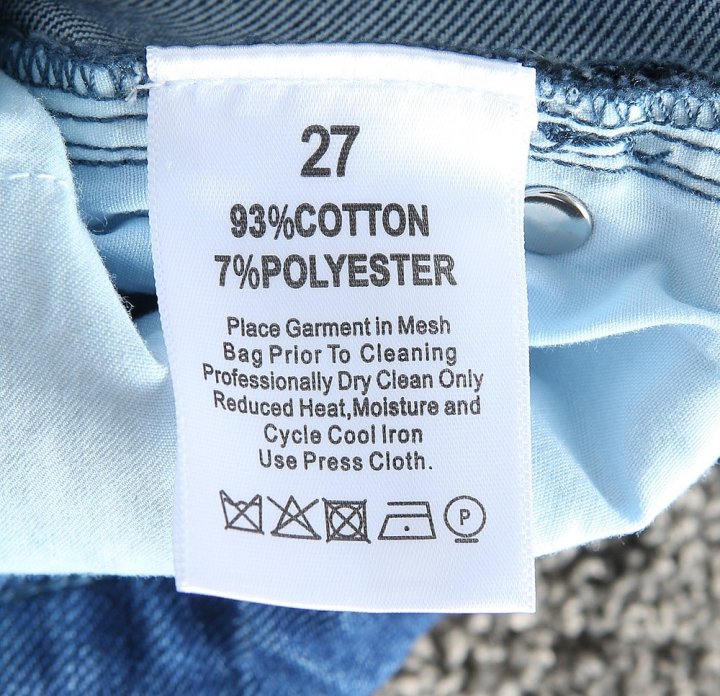 27
93%COTTON
7%POLYESTER
Place Garment in Mesh
Bag Prior To Cleaning
Professionally Dry Clean Only
Reduced Heat,Moisture and
Cycle Cool Iron
Use Press Cloth.
P